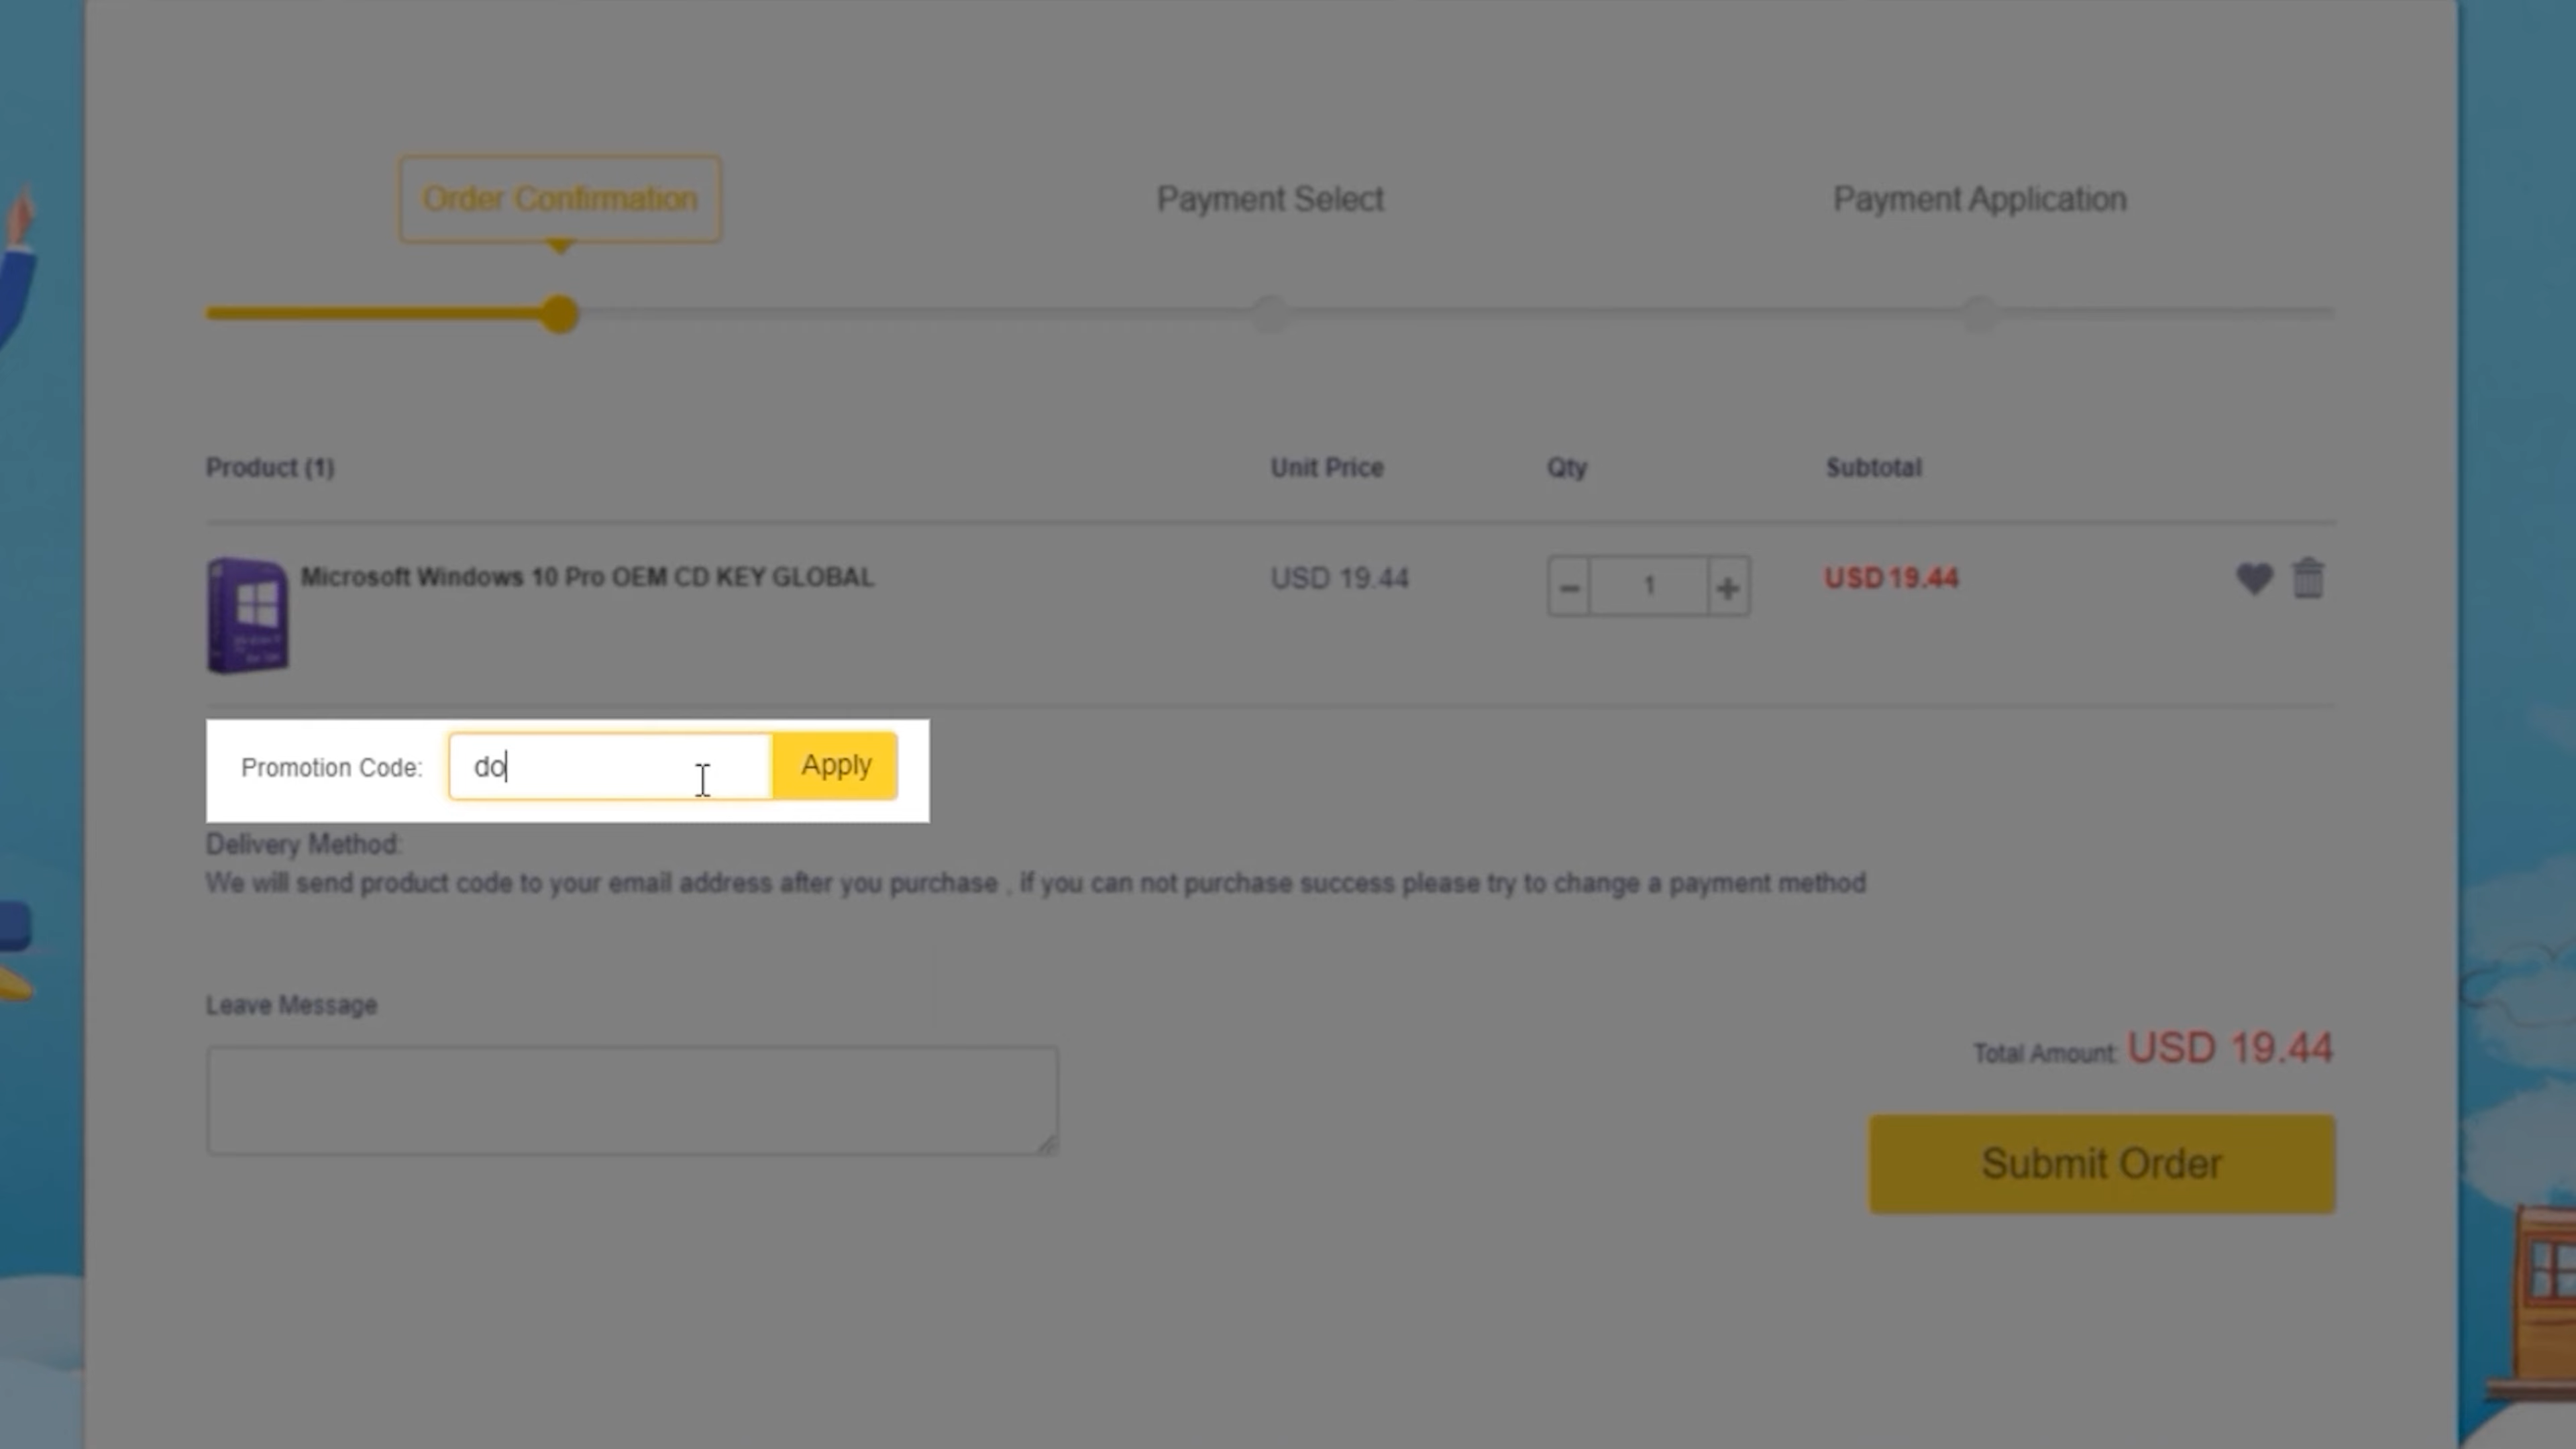 Order Confirmation
Payment Select
Payment Application
Product (1)
Unit Price
Qty
Subtotal
Microsoft Windows 10 Pro OEM CD KEY GLOBAL
USD 19.44
1
USD 19.44
Promotion Code:
do
Apply
Delivery Method:
We will send product code to your email address after you purchase , if you can not purchase success please try to change a payment method
Leave Message
Total Amount: USD 19.44
Submit Order